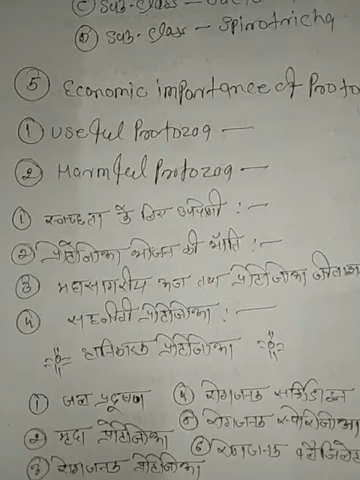 (C) Sub-Class –
(D) Sub-Class – Spirotricha
(5) Economic importance of Proto
(1) Useful Protozoa —
(2) Harmful Protozoa —
(1) स्वच्छता के लिए उपयोगी :–
(2) प्रोटोजोआ भोजन की भाँति :–
(3) महासागरीय कज तथा प्रोटोजोआ जीवाश्म
(4) सहजीवी प्रोटोजोआ :–
हानिकारक प्रोटोजोआ
(1) जल प्रदूषण (4) रोगजनक
(2) मृदा प्रोटोजोआ (5) रोगजनक स्पोरोजोआ
(3) रोगजनक प्रोटोजोआ (6) रोगजनक